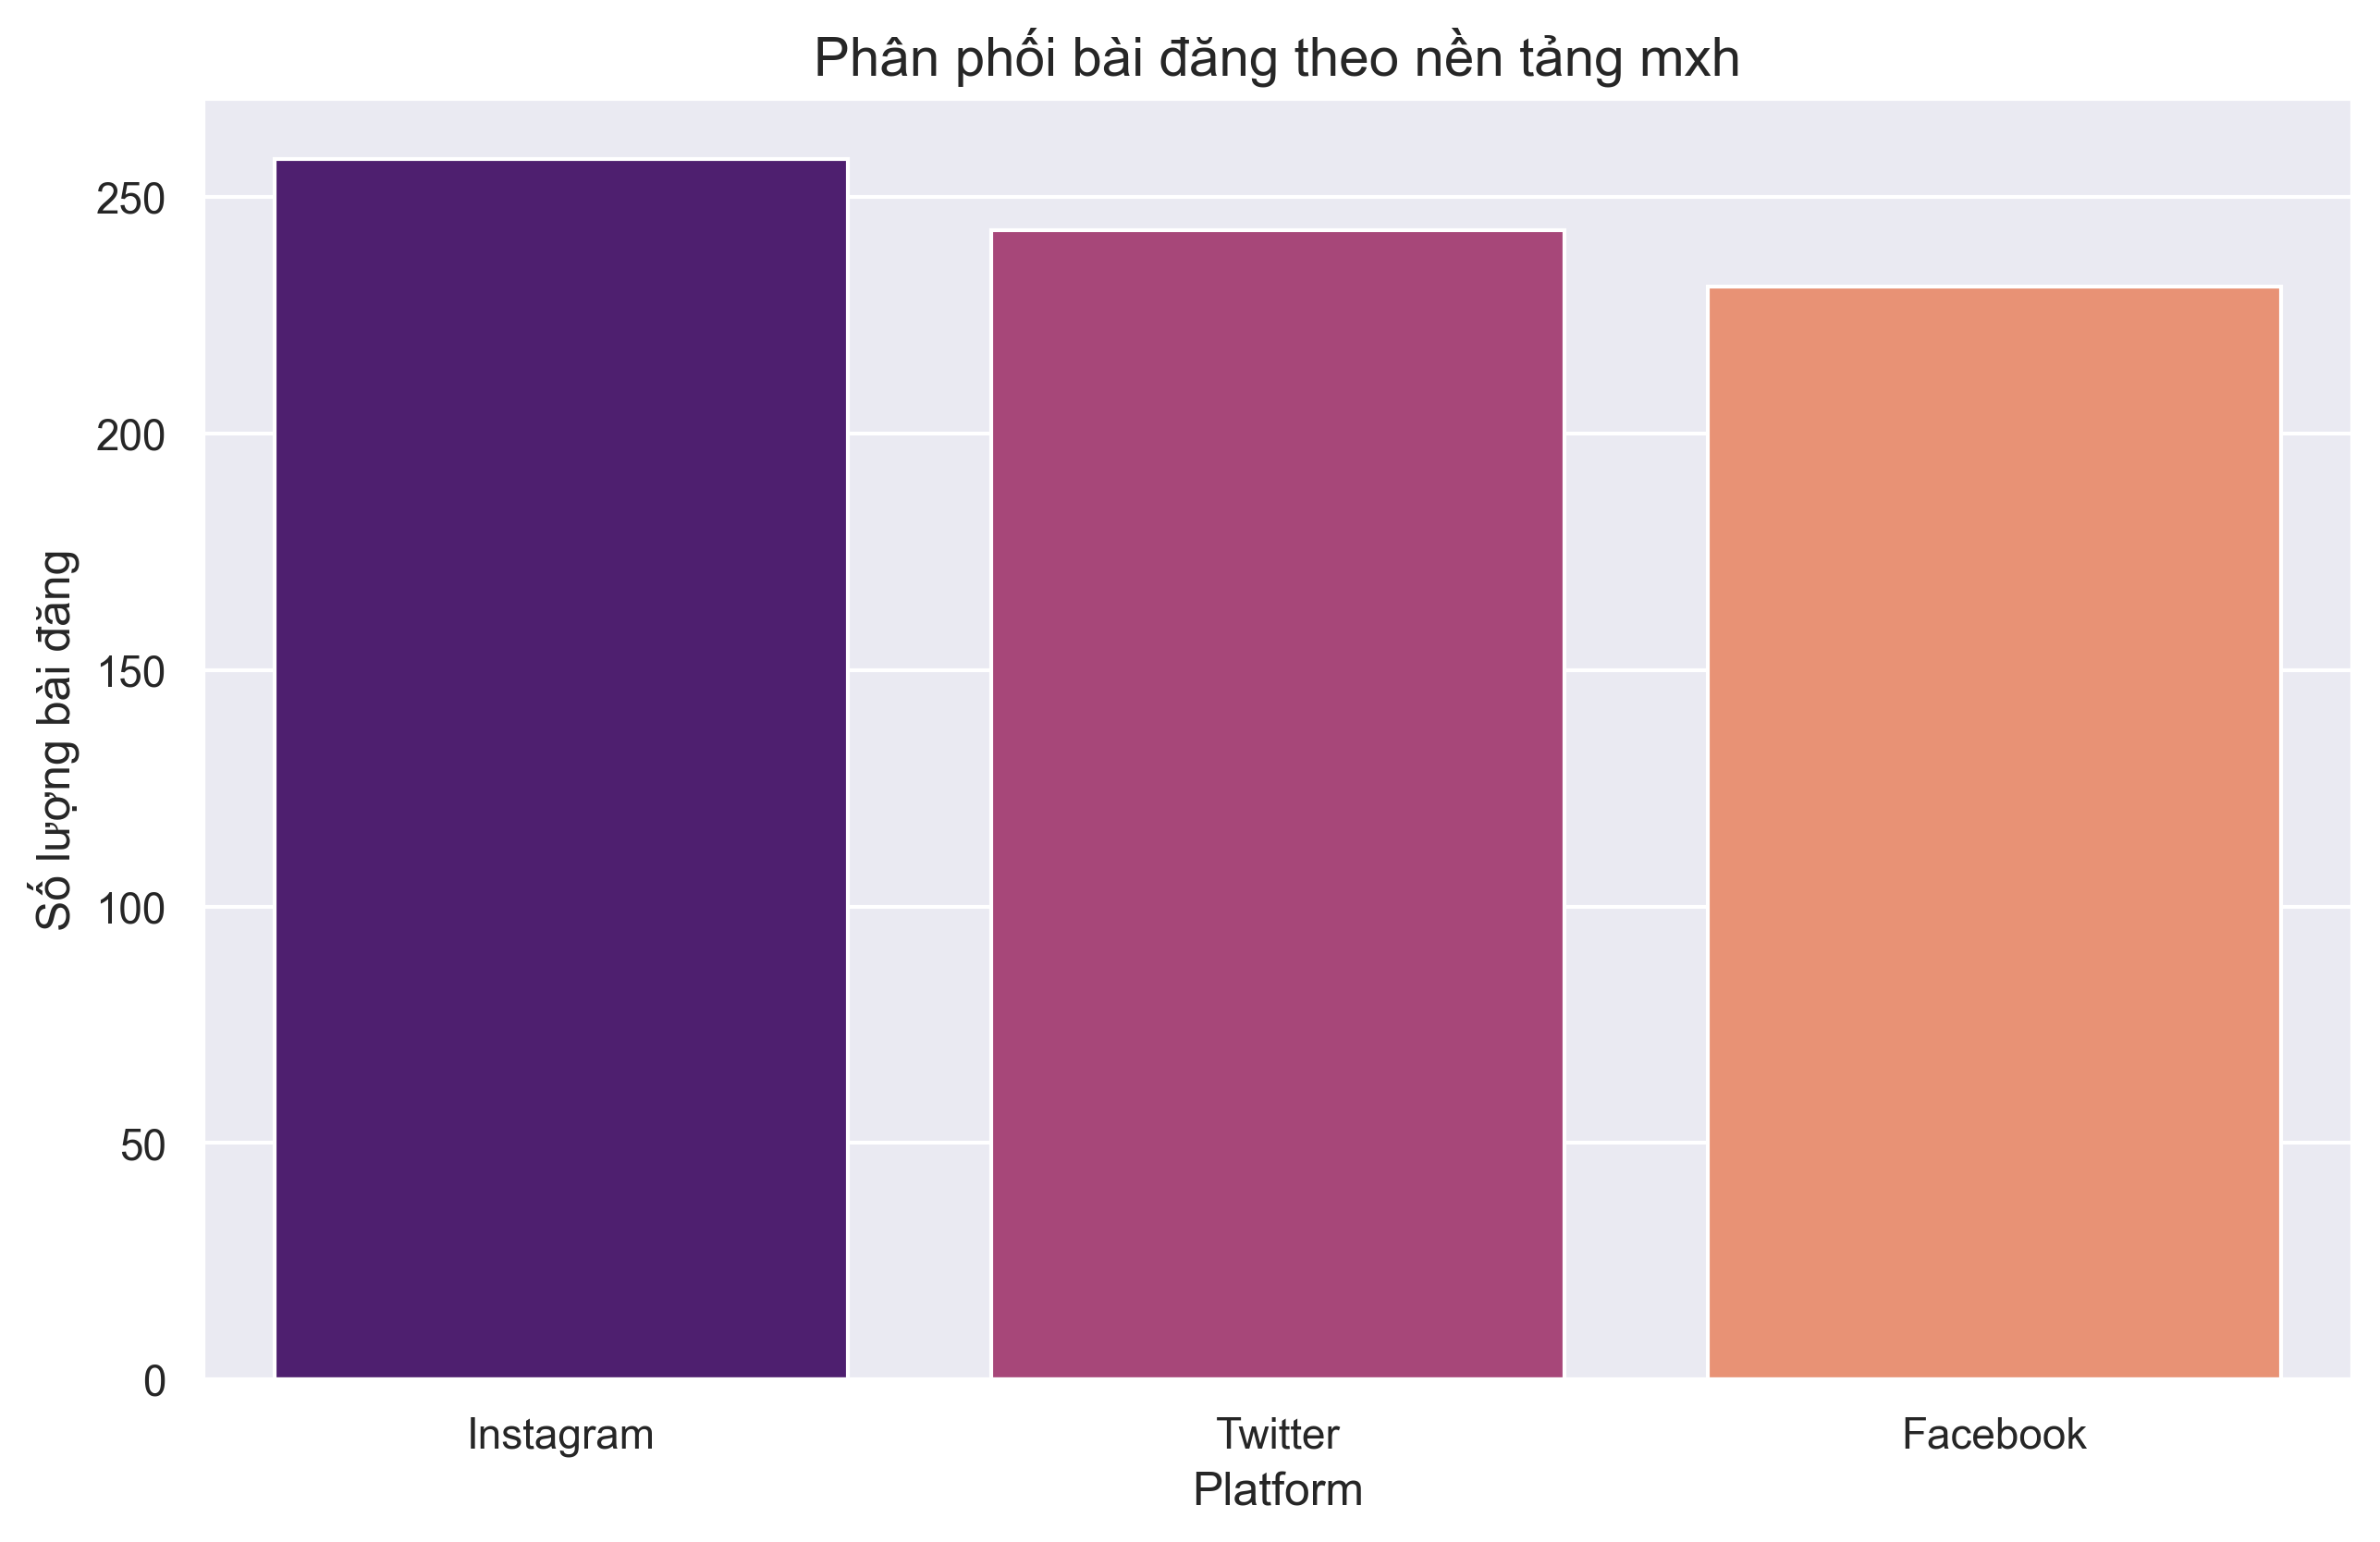 Phân phối bài đăng theo nền tảng mxh
Số lượng bài đăng
250
200
150
100
50
0
Instagram
Twitter
Facebook
Platform